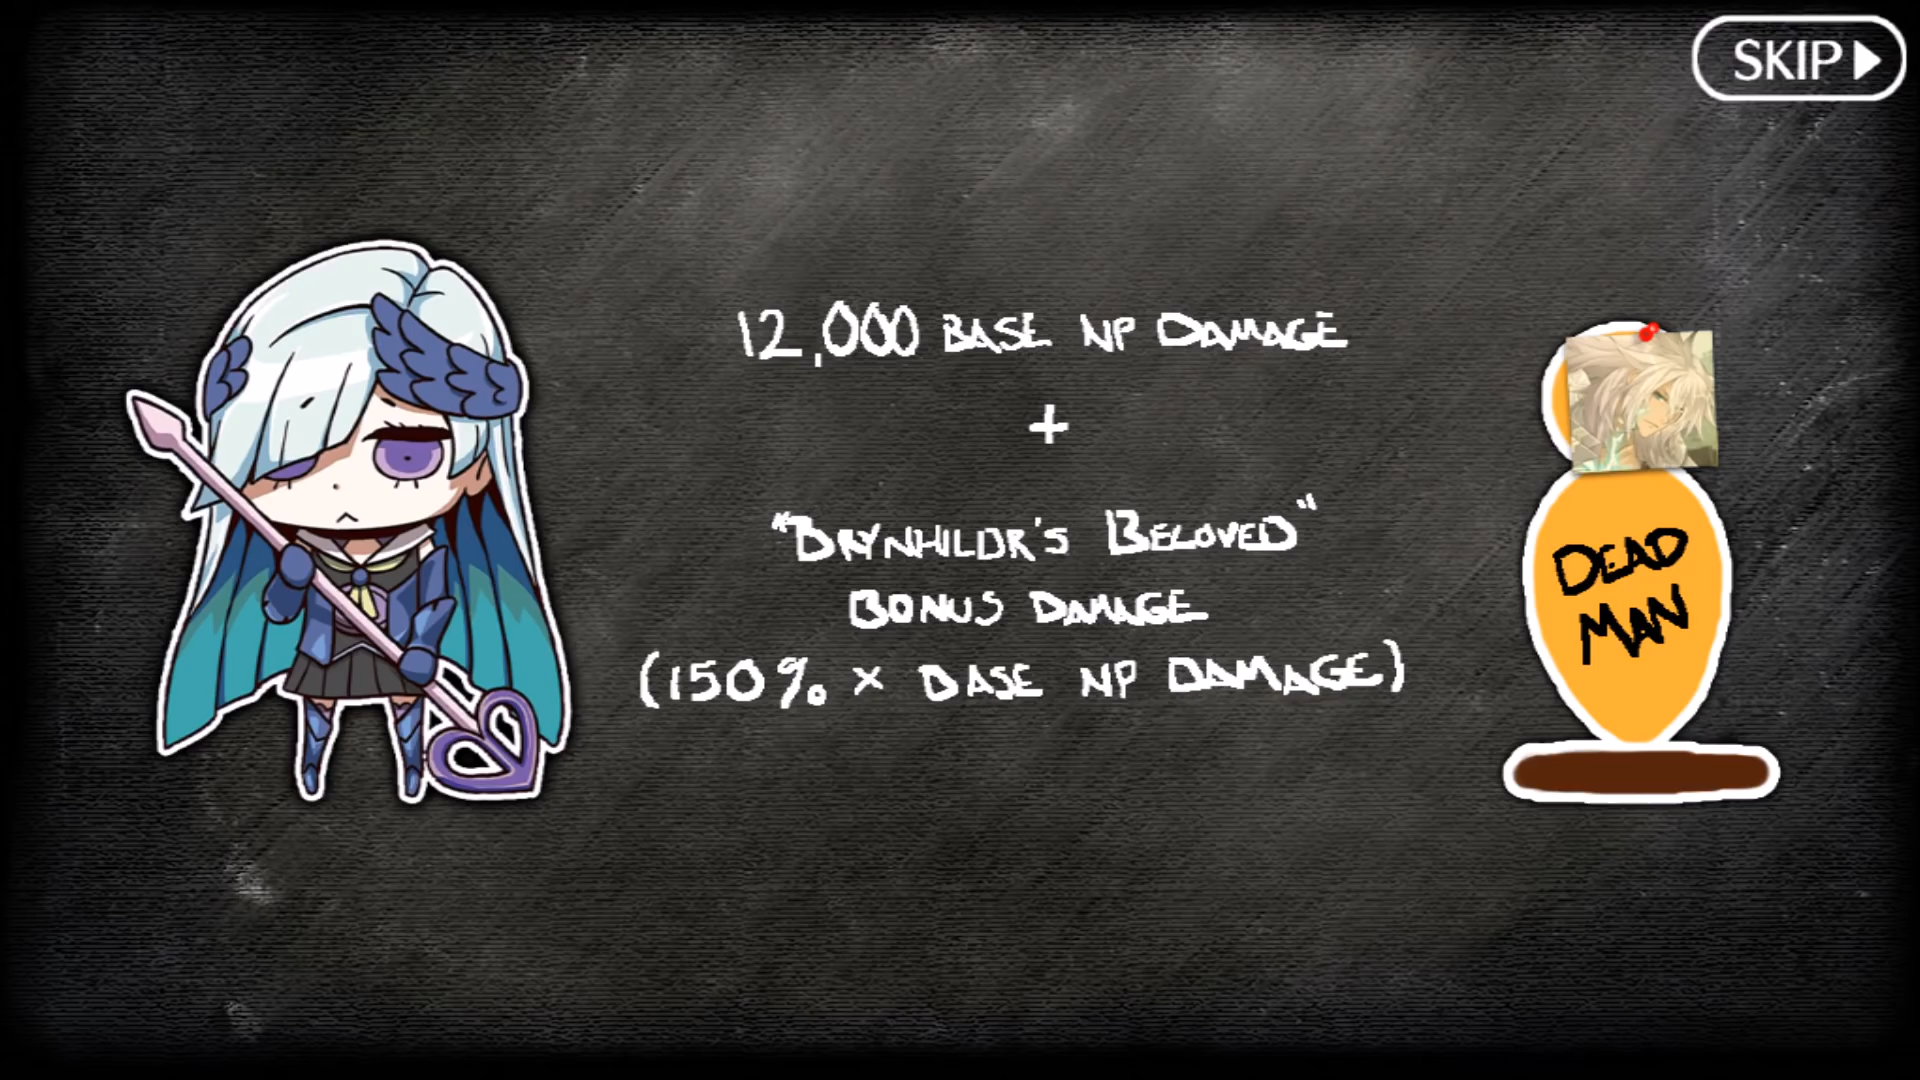 SKIP
12,000 BASE NP DAMAGE
+
"BRYNHILDR'S BELOVED"
BONUS DAMAGE
(150% × BASE NP DAMAGE)
DEAD
MAN